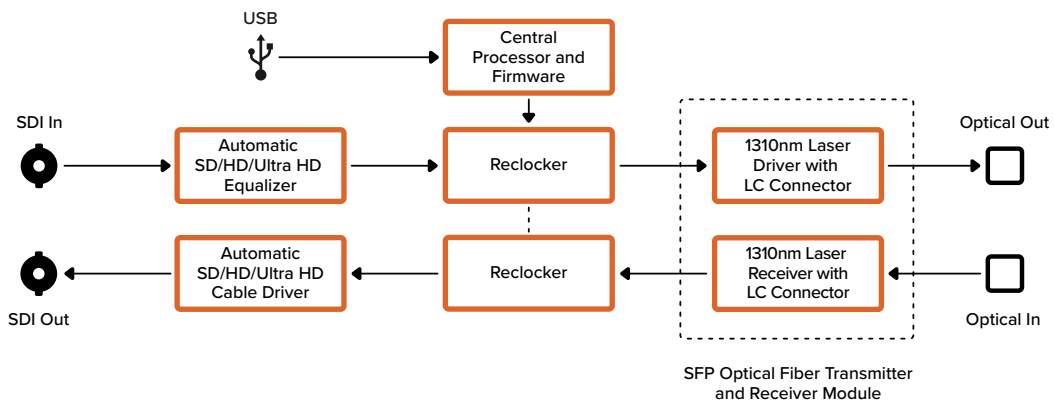 USB
Central
Processor and
Firmware
SDI In
Automatic
SD/HD/Ultra HD
Equalizer
Reclocker
1310nm Laser
Driver with
LC Connector
Optical Out
Automatic
SD/HD/Ultra HD
Cable Driver
Reclocker
1310nm Laser
Receiver with
LC Connector
SDI Out
Optical In
SFP Optical Fiber Transmitter
and Receiver Module